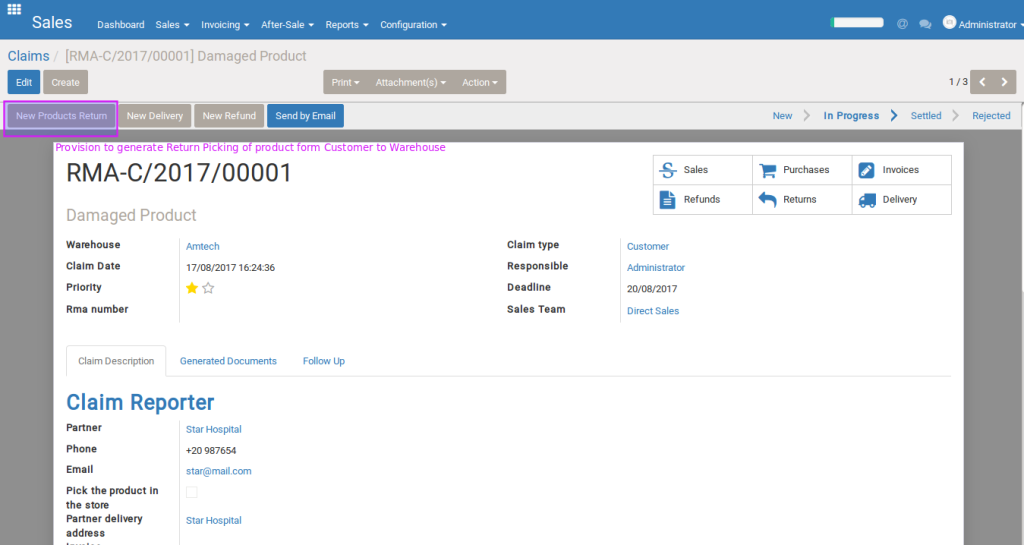 Sales Dashboard Sales Invoicing After-Sale Reports Configuration @ Administrator
Claims / [RMA-C/2017/00001] Damaged Product
Edit Create Print Attachment(s) Action 1 / 3
New Products Return New Delivery New Refund Send by Email New In Progress Settled Rejected
Provision to generate Return Picking of product form Customer to Warehouse
RMA-C/2017/00001
Sales Purchases Invoices
Refunds Returns Delivery
Damaged Product
Warehouse Amtech Claim type Customer
Claim Date 17/08/2017 16:24:36 Responsible Administrator
Priority Deadline 20/08/2017
Rma number Sales Team Direct Sales
Claim Description Generated Documents Follow Up
Claim Reporter
Partner Star Hospital
Phone +20 987654
Email star@mail.com
Pick the product in
the store
Partner delivery Star Hospital
address